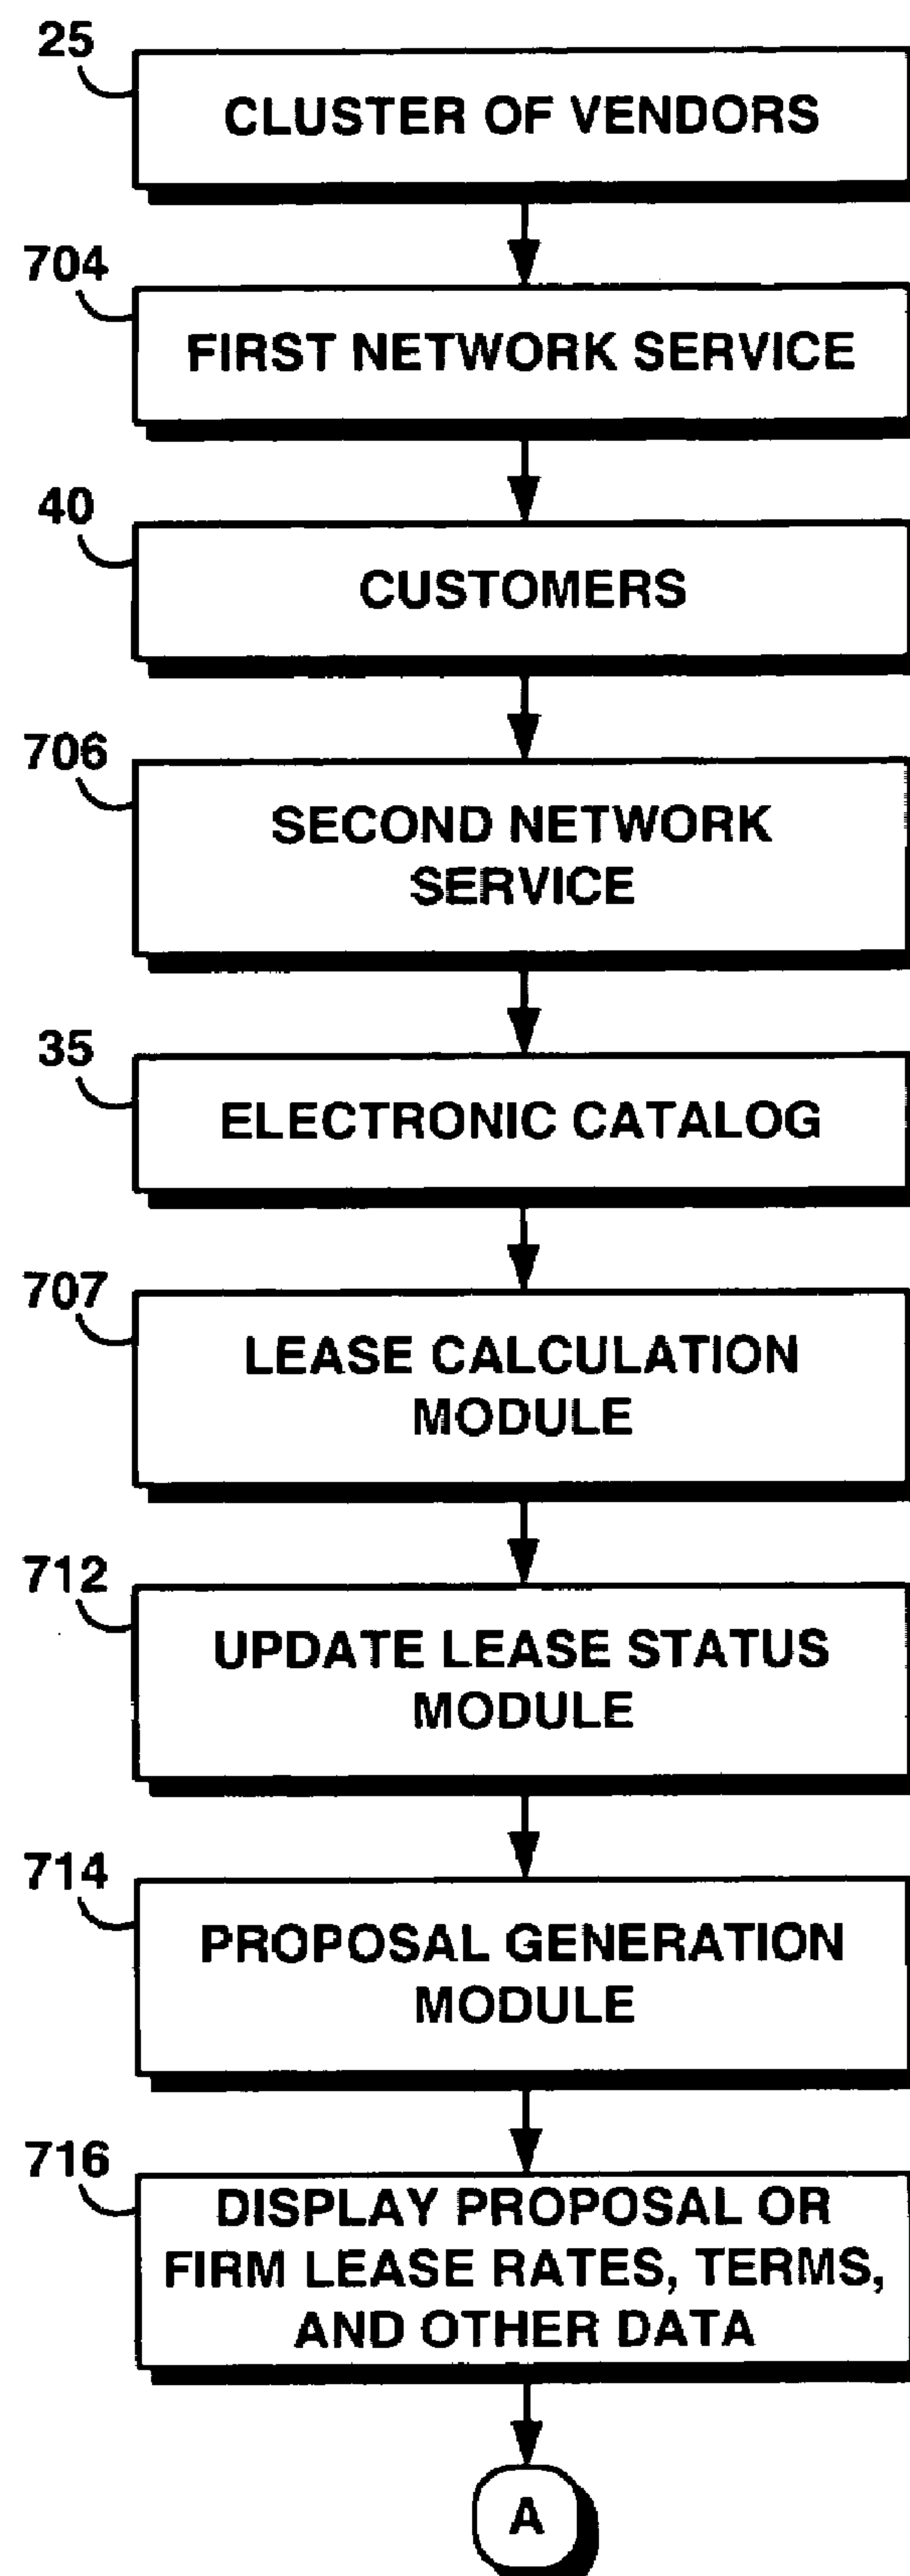 25
CLUSTER OF VENDORS
704
FIRST NETWORK SERVICE
40
CUSTOMERS
706
SECOND NETWORK
SERVICE
35
ELECTRONIC CATALOG
707
LEASE CALCULATION
MODULE
712
UPDATE LEASE STATUS
MODULE
714
PROPOSAL GENERATION
MODULE
716
DISPLAY PROPOSAL OR
FIRM LEASE RATES, TERMS,
AND OTHER DATA
A